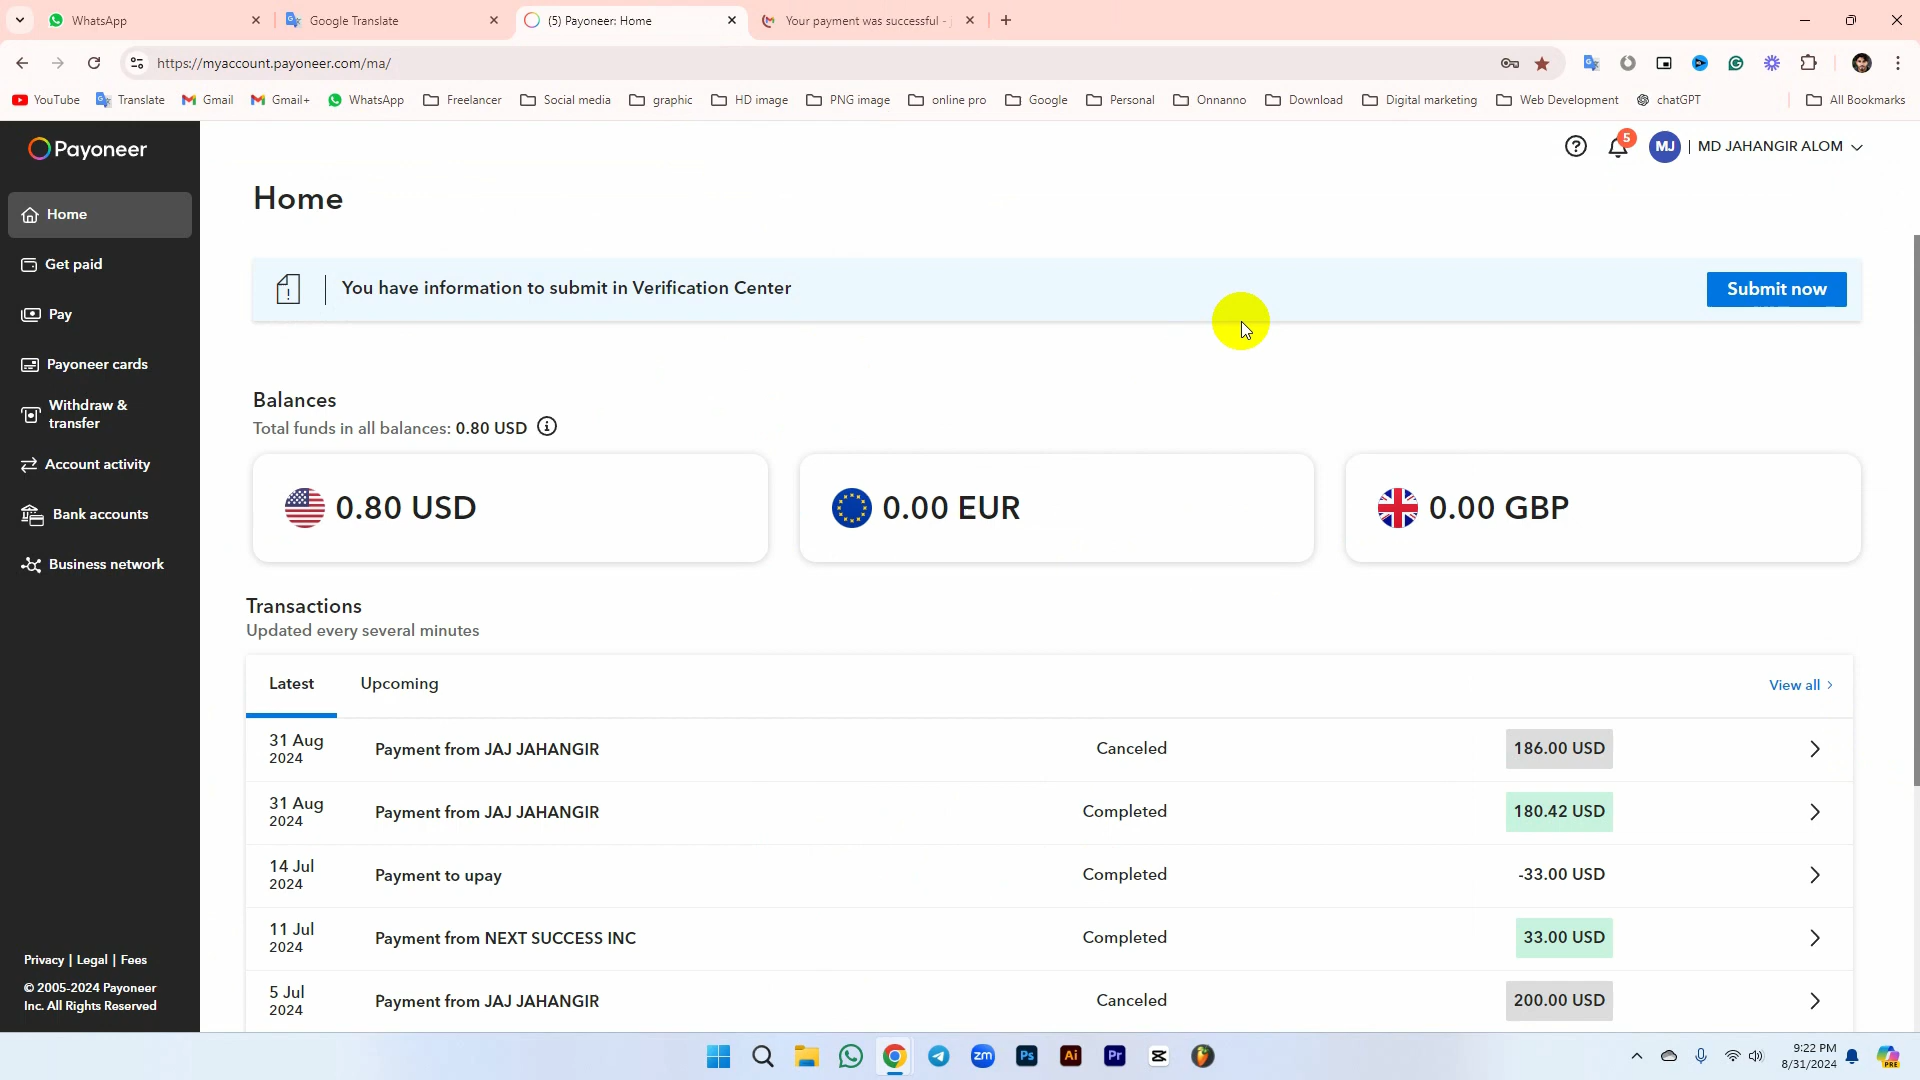 WhatsApp
Google Translate
(5) Payoneer: Home
Your payment was successful -
https://myaccount.payoneer.com/ma/
YouTube
Translate
Gmail
Gmail+
WhatsApp
Freelancer
Social media
graphic
HD image
PNG image
online pro
Google
Personal
Onnanno
Download
Digital marketing
Web Development
chatGPT
All Bookmarks
Payoneer
5
MJ
| MD JAHANGIR ALOM
Home
Get paid
Pay
Payoneer cards
Withdraw &
transfer
Account activity
Bank accounts
Business network
Privacy | Legal | Fees
© 2005-2024 Payoneer
Inc. All Rights Reserved
Home
You have information to submit in Verification Center
Submit now
Balances
Total funds in all balances: 0.80 USD
0.80 USD
0.00 EUR
0.00 GBP
Transactions
Updated every several minutes
Latest
Upcoming
View all
31 Aug
2024
Payment from JAJ JAHANGIR
Canceled
186.00 USD
31 Aug
2024
Payment from JAJ JAHANGIR
Completed
180.42 USD
14 Jul
2024
Payment to upay
Completed
-33.00 USD
11 Jul
2024
Payment from NEXT SUCCESS INC
Completed
33.00 USD
5 Jul
2024
Payment from JAJ JAHANGIR
Canceled
200.00 USD
zm
Ps
Ai
Pr
9:22 PM
8/31/2024
PRE